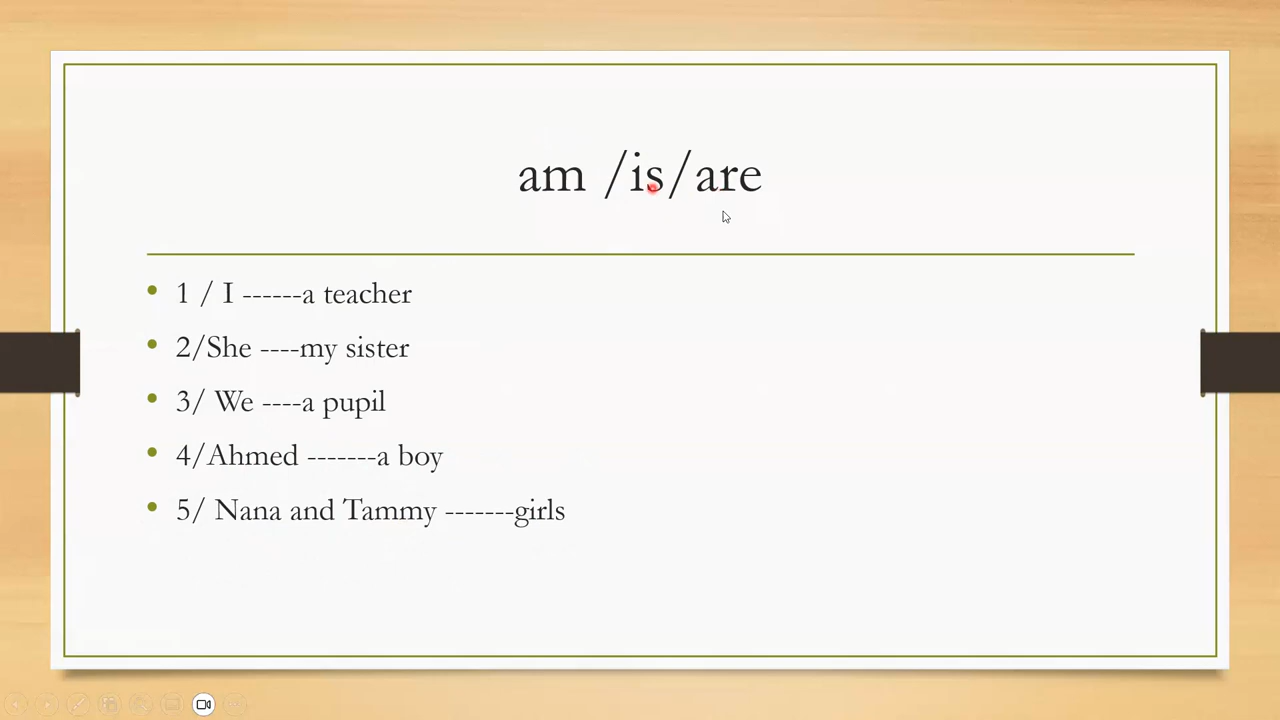 am /is/are
1 / I ------a teacher
2/She ----my sister
3/ We ----a pupil
4/Ahmed -------a boy
5/ Nana and Tammy -------girls